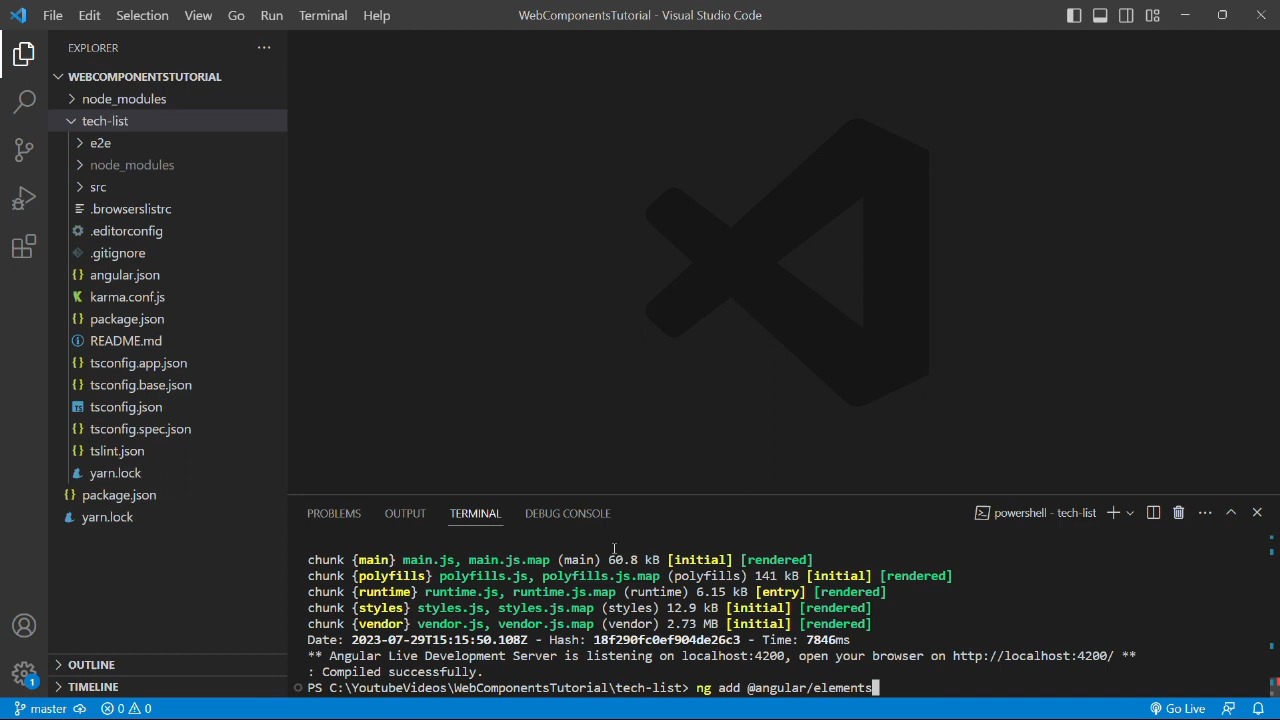 File Edit Selection View Go Run Terminal Help WebComponentsTutorial - Visual Studio Code
EXPLORER
WEBCOMPONENTSTUTORIAL
node_modules
tech-list
e2e
node_modules
src
.browserslistrc
.editorconfig
.gitignore
angular.json
karma.conf.js
package.json
README.md
tsconfig.app.json
tsconfig.base.json
tsconfig.json
tsconfig.spec.json
tslint.json
yarn.lock
package.json
yarn.lock
OUTLINE
TIMELINE
PROBLEMS OUTPUT TERMINAL DEBUG CONSOLE powershell - tech-list
chunk {main} main.js, main.js.map (main) 60.8 kB [initial] [rendered]
chunk {polyfills} polyfills.js, polyfills.js.map (polyfills) 141 kB [initial] [rendered]
chunk {runtime} runtime.js, runtime.js.map (runtime) 6.15 kB [entry] [rendered]
chunk {styles} styles.js, styles.js.map (styles) 12.9 kB [initial] [rendered]
chunk {vendor} vendor.js, vendor.js.map (vendor) 2.73 MB [initial] [rendered]
Date: 2023-07-29T15:15:50.108Z - Hash: 18f290fc0ef904de26c3 - Time: 7846ms
** Angular Live Development Server is listening on localhost:4200, open your browser on http://localhost:4200/ **
: Compiled successfully.
PS C:\YoutubeVideos\WebComponentsTutorial\tech-list> ng add @angular/elements
1
master 0 0 Go Live